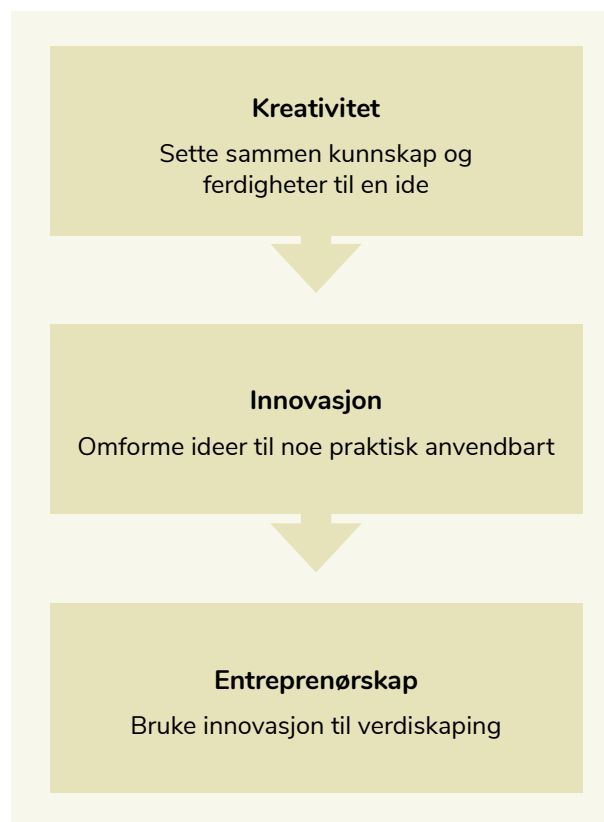 Kreativitet
Sette sammen kunnskap og
ferdigheter til en ide
Innovasjon
Omforme ideer til noe praktisk anvendbart
Entreprenørskap
Bruke innovasjon til verdiskaping